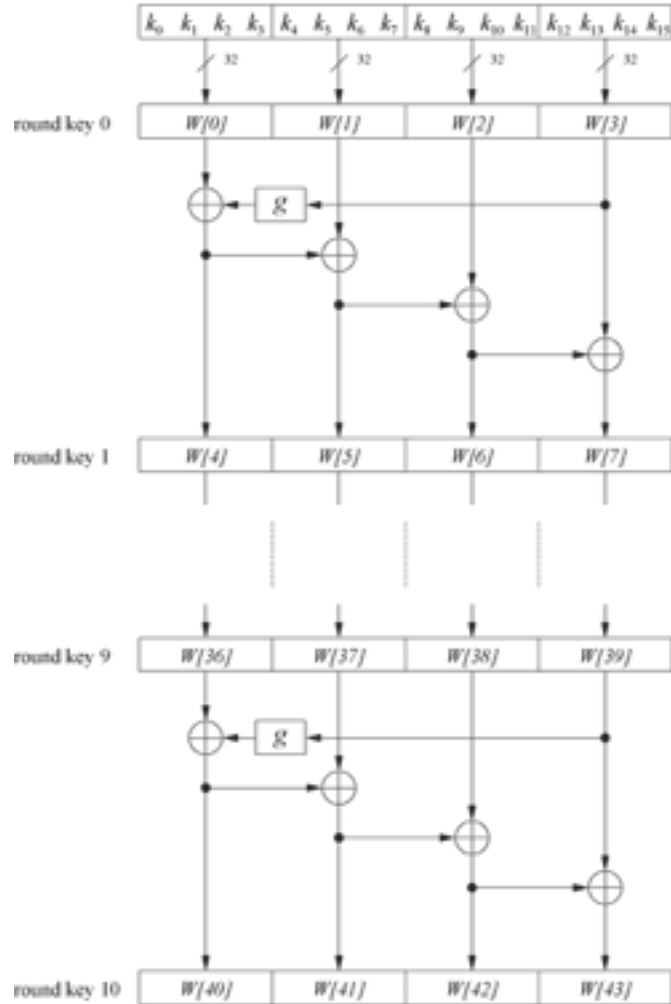 k₀ k₁ k₂ k₃ k₄ k₅ k₆ k₇ k₈ k₉ k₁₀ k₁₁ k₁₂ k₁₃ k₁₄ k₁₅
32 32 32 32
round key 0 W[0] W[1] W[2] W[3]
g
round key 1 W[4] W[5] W[6] W[7]
round key 9 W[36] W[37] W[38] W[39]
g
round key 10 W[40] W[41] W[42] W[43]